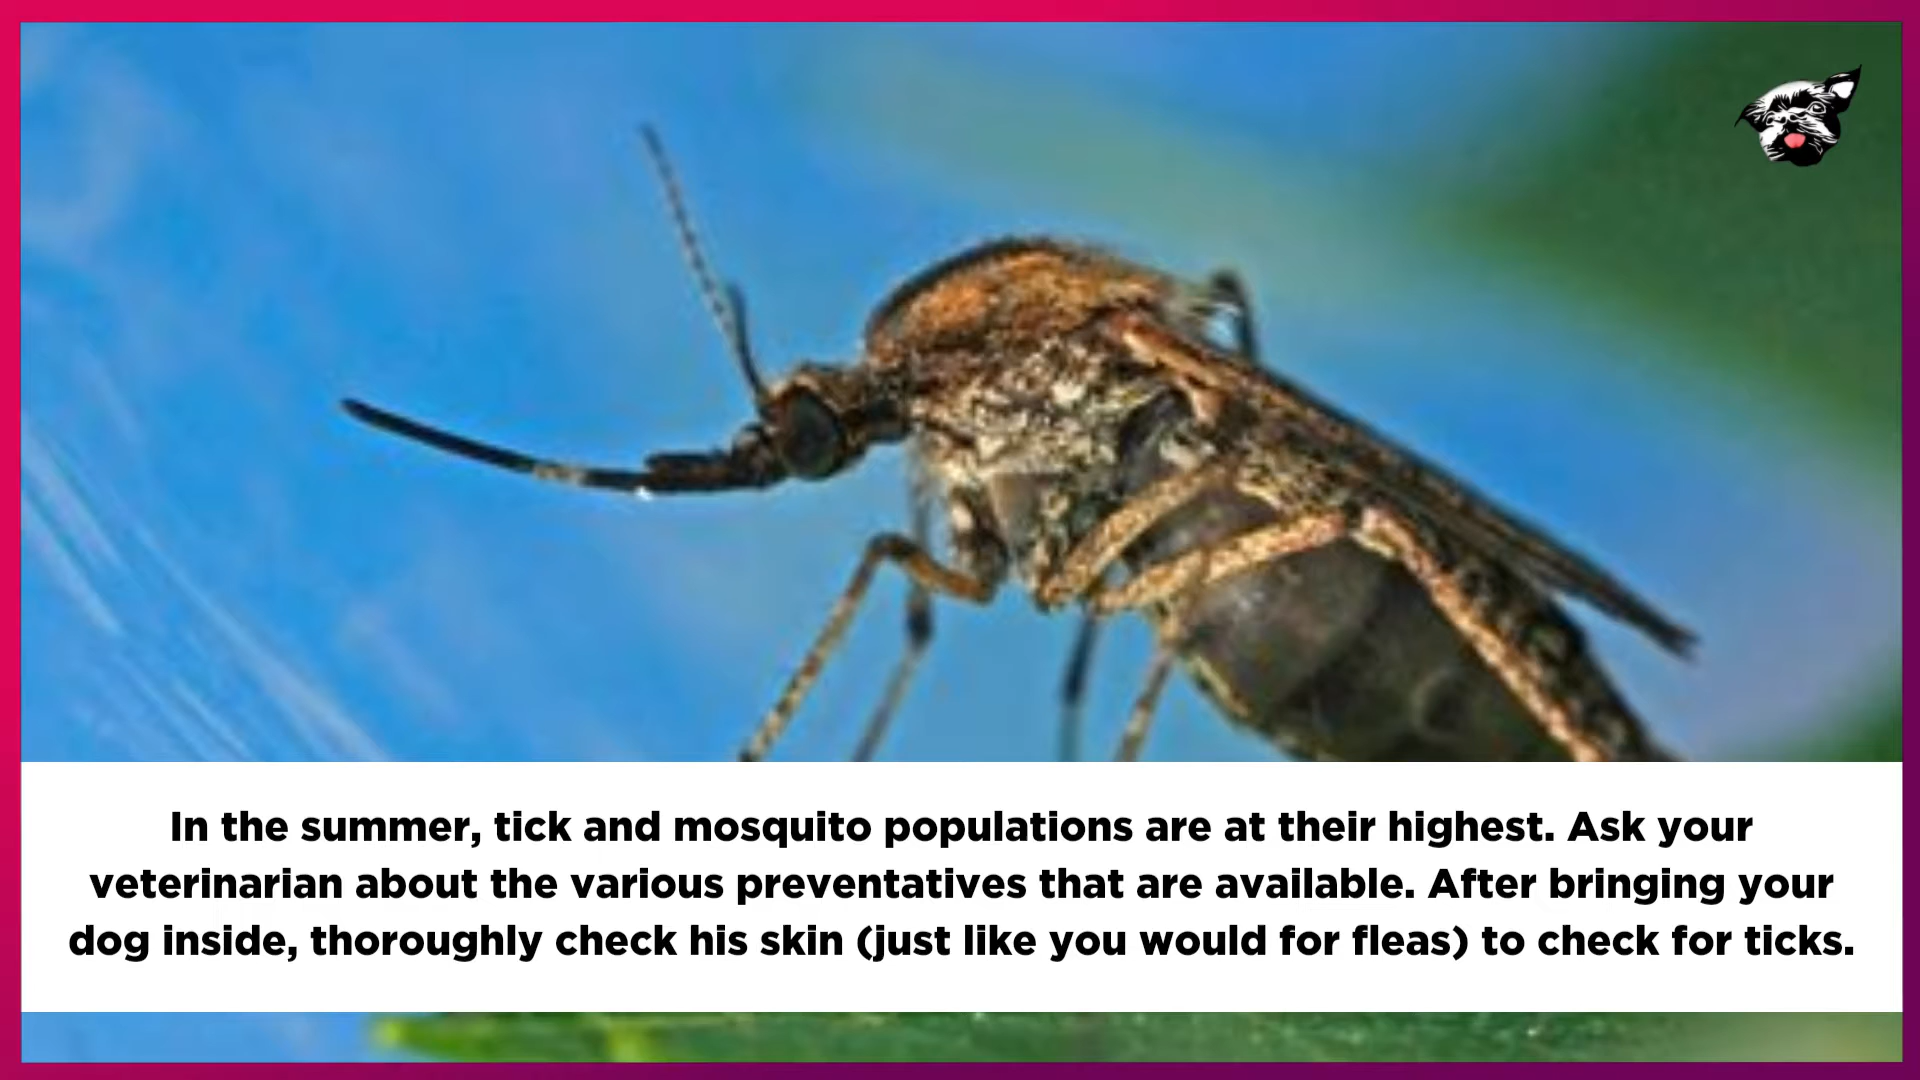 In the summer, tick and mosquito populations are at their highest. Ask your
veterinarian about the various preventatives that are available. After bringing your
dog inside, thoroughly check his skin (just like you would for fleas) to check for ticks.